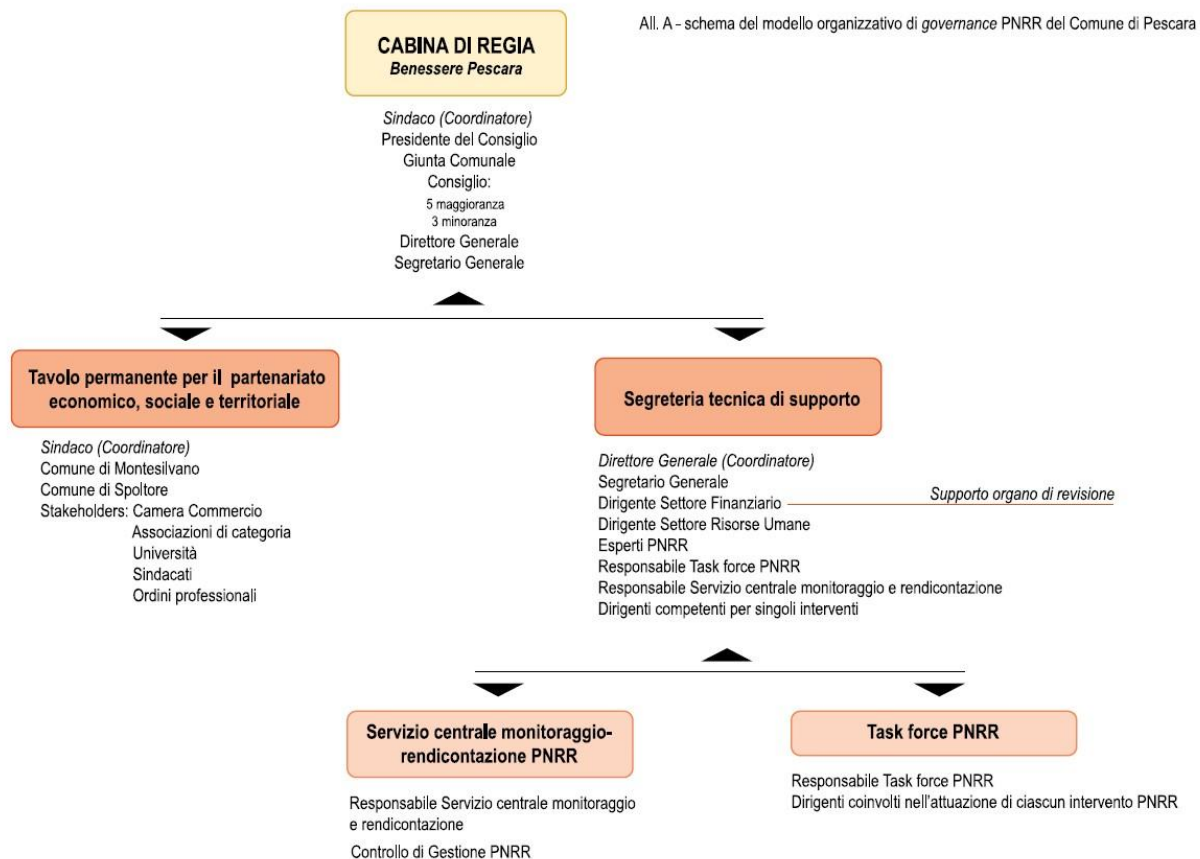 All. A - schema del modello organizzativo di governance PNRR del Comune di Pescara
CABINA DI REGIA
Benessere Pescara
Sindaco (Coordinatore)
Presidente del Consiglio
Giunta Comunale
Consiglio:
5 maggioranza
3 minoranza
Direttore Generale
Segretario Generale
Tavolo permanente per il partenariato
economico, sociale e territoriale
Sindaco (Coordinatore)
Comune di Montesilvano
Comune di Spoltore
Stakeholders: Camera Commercio
Associazioni di categoria
Università
Sindacati
Ordini professionali
Segreteria tecnica di supporto
Direttore Generale (Coordinatore)
Segretario Generale
Dirigente Settore Finanziario
Supporto organo di revisione
Dirigente Settore Risorse Umane
Esperti PNRR
Responsabile Task force PNRR
Responsabile Servizio centrale monitoraggio e rendicontazione
Dirigenti competenti per singoli interventi
Servizio centrale monitoraggio-
rendicontazione PNRR
Responsabile Servizio centrale monitoraggio
e rendicontazione
Controllo di Gestione PNRR
Task force PNRR
Responsabile Task force PNRR
Dirigenti coinvolti nell'attuazione di ciascun intervento PNRR